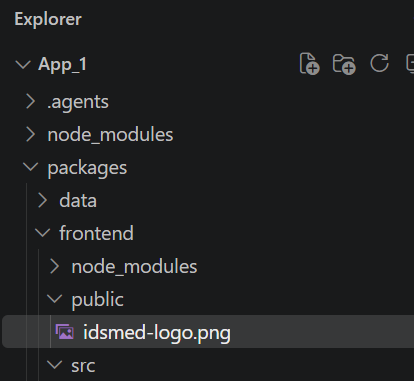 Explorer
App_1
.agents
node_modules
packages
data
frontend
node_modules
public
idsmed-logo.png
src